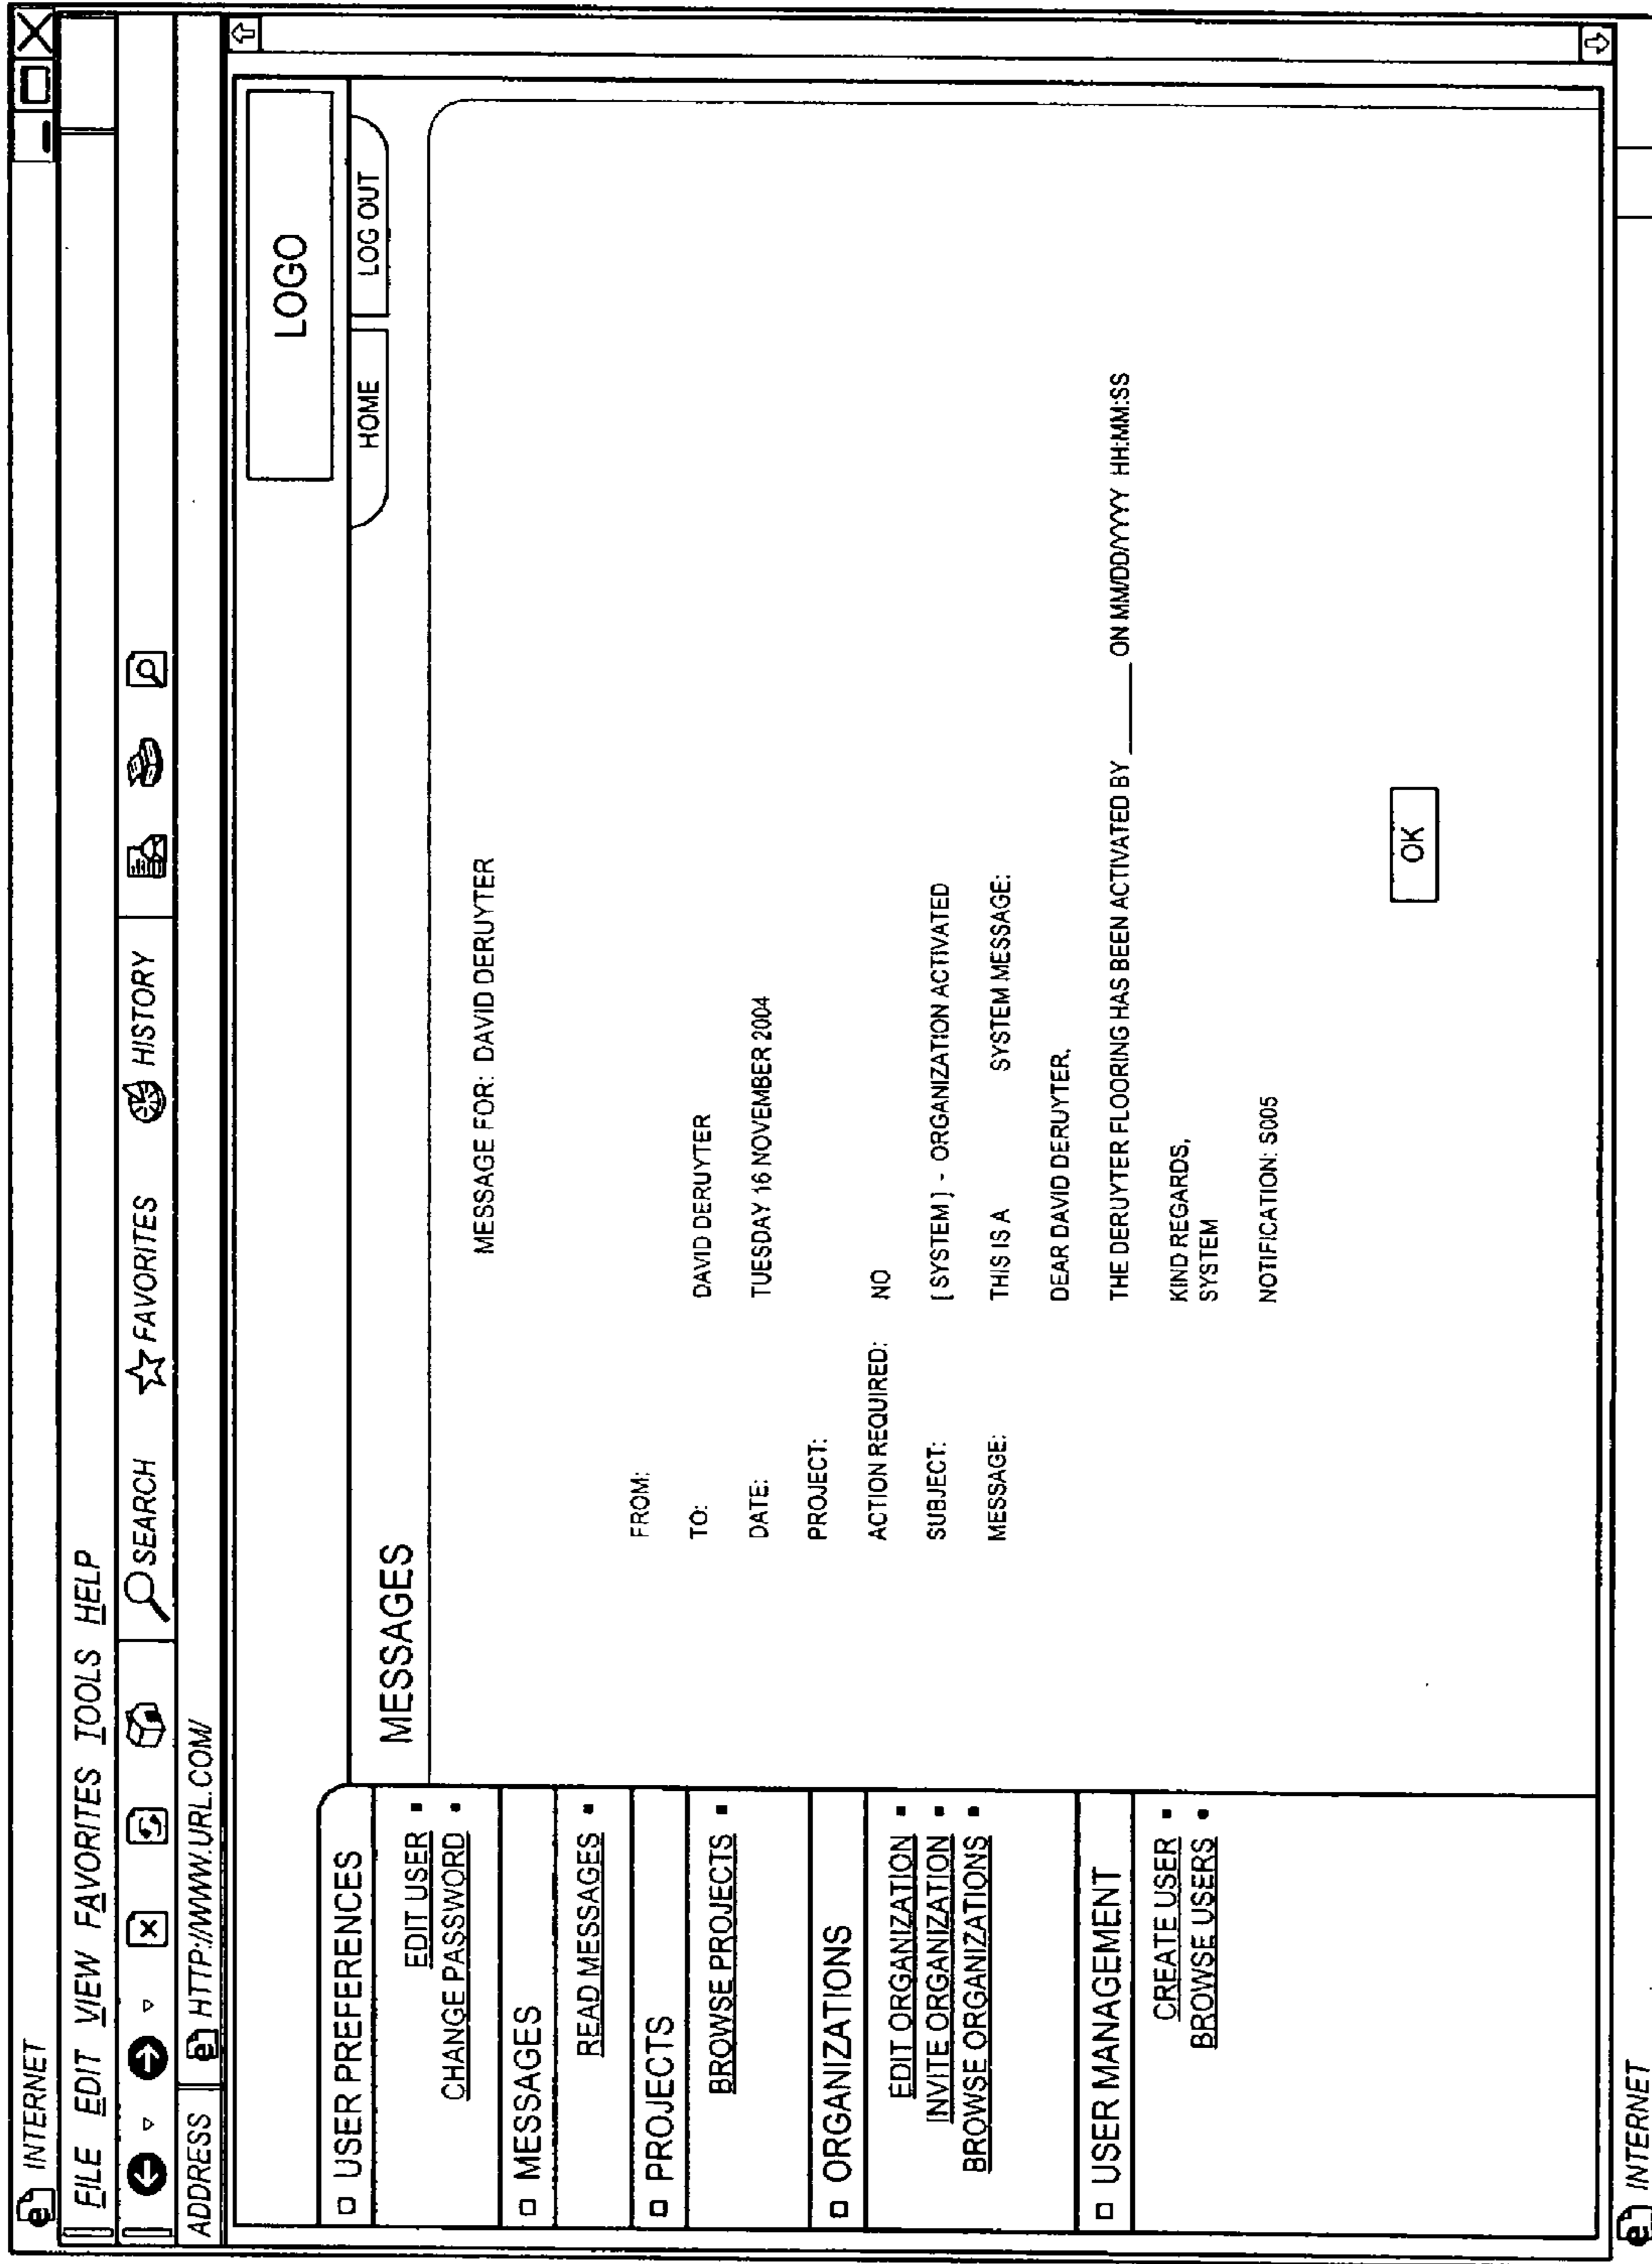 INTERNET
FILE EDIT VIEW FAVORITES TOOLS HELP
SEARCH FAVORITES HISTORY
ADDRESS HTTP://WWW.URL.COM/
LOGO
HOME LOG OUT
USER PREFERENCES
EDIT USER
CHANGE PASSWORD
MESSAGES
READ MESSAGES
PROJECTS
BROWSE PROJECTS
ORGANIZATIONS
EDIT ORGANIZATION
INVITE ORGANIZATION
BROWSE ORGANIZATIONS
USER MANAGEMENT
CREATE USER
BROWSE USERS
MESSAGES
MESSAGE FOR: DAVID DERUYTER
FROM:
TO: DAVID DERUYTER
DATE: TUESDAY 16 NOVEMBER 2004
PROJECT:
ACTION REQUIRED: NO
SUBJECT: [SYSTEM] - ORGANIZATION ACTIVATED
MESSAGE: THIS IS A SYSTEM MESSAGE:
DEAR DAVID DERUYTER,
THE DERUYTER FLOORING HAS BEEN ACTIVATED BY ______ ON MM/DD/YYYY HH:MM:SS
KIND REGARDS,
SYSTEM
NOTIFICATION: S005
OK
INTERNET